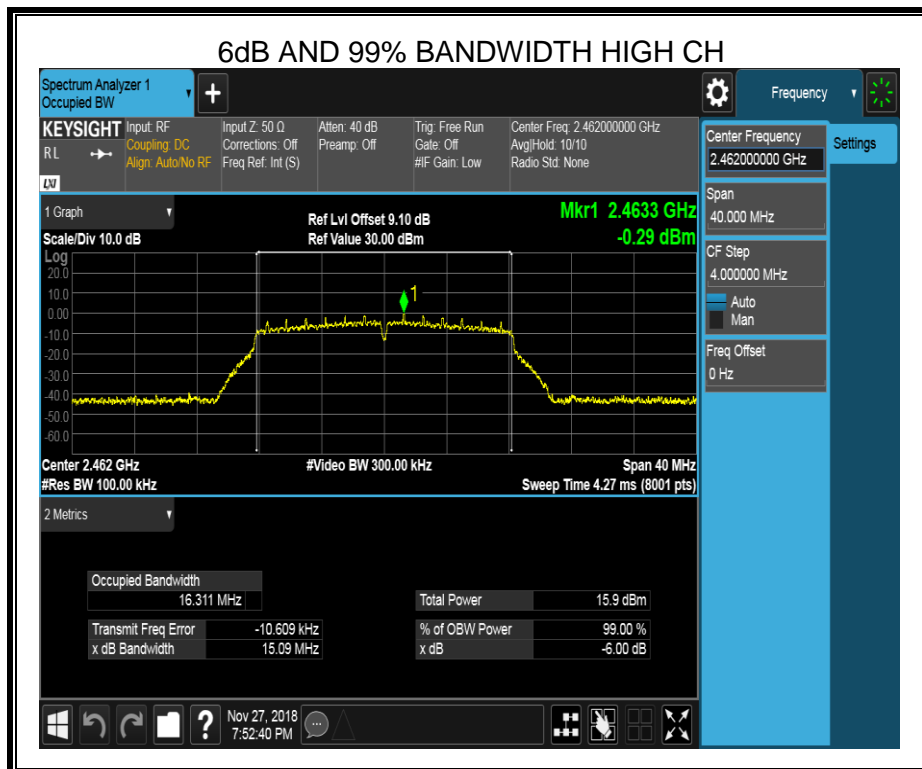 6dB AND 99% BANDWIDTH HIGH CH
Spectrum Analyzer 1
Occupied BW
+
Frequency
KEYSIGHT
RL
LXI
Input: RF
Coupling: DC
Align: Auto/No RF
Input Z: 50 Ω
Corrections: Off
Freq Ref: Int (S)
Atten: 40 dB
Preamp: Off
Trig: Free Run
Gate: Off
#IF Gain: Low
Center Freq: 2.462000000 GHz
Avg|Hold: 10/10
Radio Std: None
Center Frequency
2.462000000 GHz
Settings
Span
40.000 MHz
CF Step
4.000000 MHz
Auto
Man
Freq Offset
0 Hz
1 Graph
Scale/Div 10.0 dB
Ref Lvl Offset 9.10 dB
Ref Value 30.00 dBm
Mkr1 2.4633 GHz
-0.29 dBm
Log
20.0
10.0
0.00
-10.0
-20.0
-30.0
-40.0
-50.0
-60.0
1
Center 2.462 GHz
#Video BW 300.00 kHz
Span 40 MHz
#Res BW 100.00 kHz
Sweep Time 4.27 ms (8001 pts)
2 Metrics
Occupied Bandwidth
16.311 MHz
Total Power 15.9 dBm
Transmit Freq Error -10.609 kHz
% of OBW Power 99.00 %
x dB Bandwidth 15.09 MHz
x dB -6.00 dB
?
Nov 27, 2018
7:52:40 PM